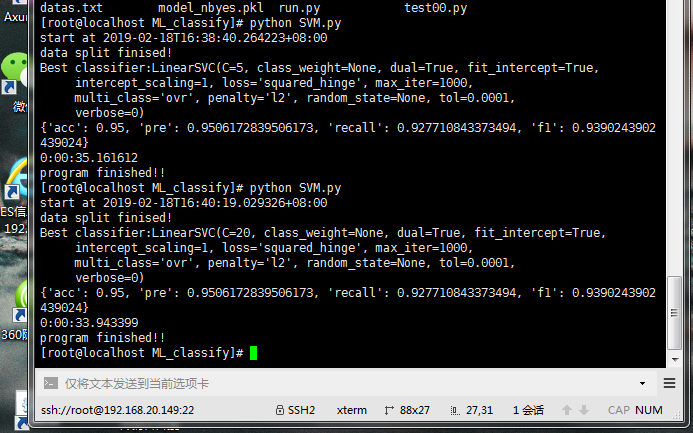 Axur
微
ES信
192.
360
datas.txt model_nbyes.pkl run.py test00.py
[root@localhost ML_classify]# python SVM.py
start at 2019-02-18T16:38:40.264223+08:00
data split finised!
Best classifier:LinearSVC(C=5, class_weight=None, dual=True, fit_intercept=True,
intercept_scaling=1, loss='squared_hinge', max_iter=1000,
multi_class='ovr', penalty='l2', random_state=None, tol=0.0001,
verbose=0)
{'acc': 0.95, 'pre': 0.9506172839506173, 'recall': 0.927710843373494, 'f1': 0.9390243902
439024}
0:00:35.161612
program finished!!
[root@localhost ML_classify]# python SVM.py
start at 2019-02-18T16:40:19.029326+08:00
data split finised!
Best classifier:LinearSVC(C=20, class_weight=None, dual=True, fit_intercept=True,
intercept_scaling=1, loss='squared_hinge', max_iter=1000,
multi_class='ovr', penalty='l2', random_state=None, tol=0.0001,
verbose=0)
{'acc': 0.95, 'pre': 0.9506172839506173, 'recall': 0.927710843373494, 'f1': 0.9390243902
439024}
0:00:33.943399
program finished!!
[root@localhost ML_classify]#
仅将文本发送到当前选项卡
ssh://root@192.168.20.149:22 SSH2 xterm 88x27 27,31 1 会话 CAP NUM